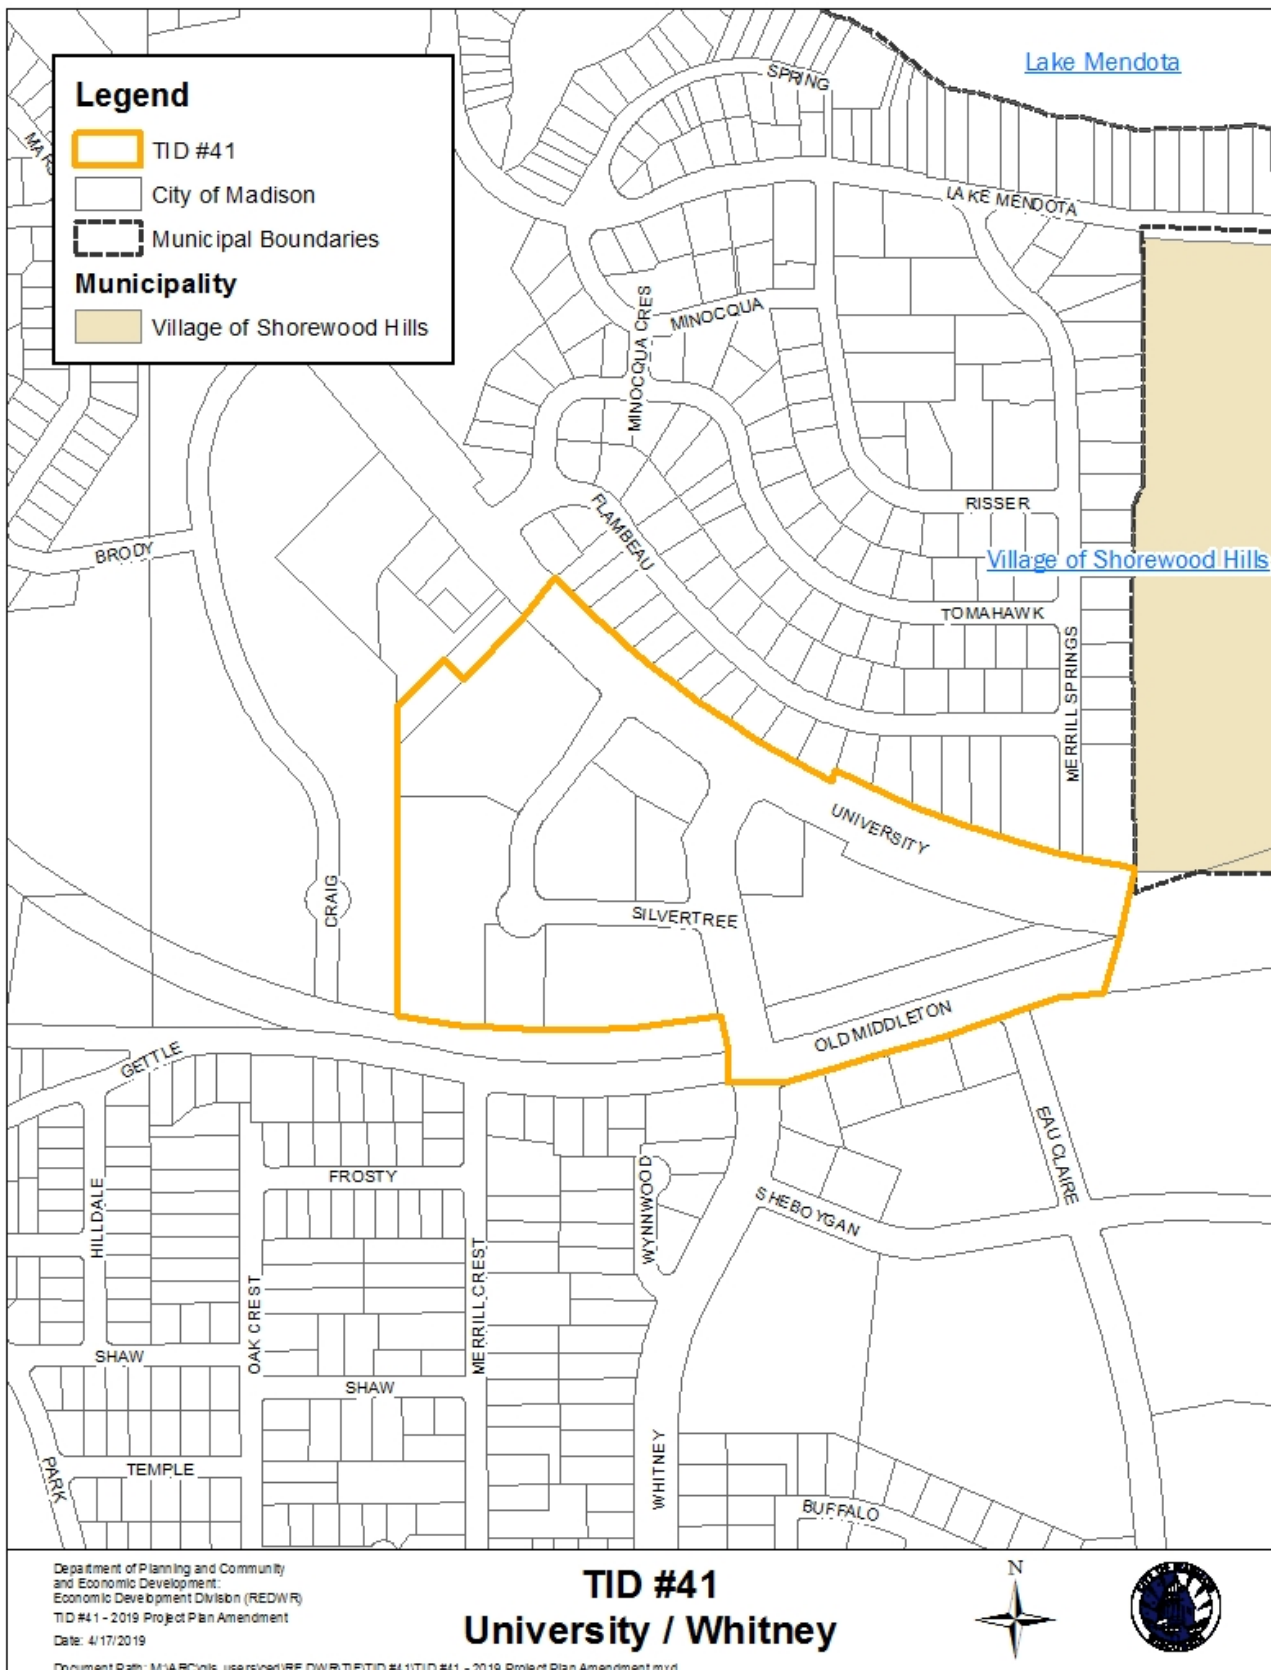 Legend
TID #41
City of Madison
Municipal Boundaries
Municipality
Village of Shorewood Hills
Lake Mendota
SPRING
LAKE MENDOTA
MINOCQUA CRES
MINOCQUA
FLAMBEAU
RISSER
BRODY
Village of Shorewood Hills
TOMAHAWK
MERRILL SPRINGS
UNIVERSITY
CRAIG
SILVERTREE
OLD MIDDLETON
GETTLE
EAU CLAIRE
FROSTY
WYNNWOOD
HILLDALE
SHEBOYGAN
OAK CREST
MERRILL CREST
SHAW
SHAW
WHITNEY
TEMPLE
PARK
BUFFALO
Department of Planning and Community
and Economic Development:
Economic Development Division (REDWR)
TID #41 - 2019 Project Plan Amendment
Date: 4/17/2019
TID #41
University / Whitney
N